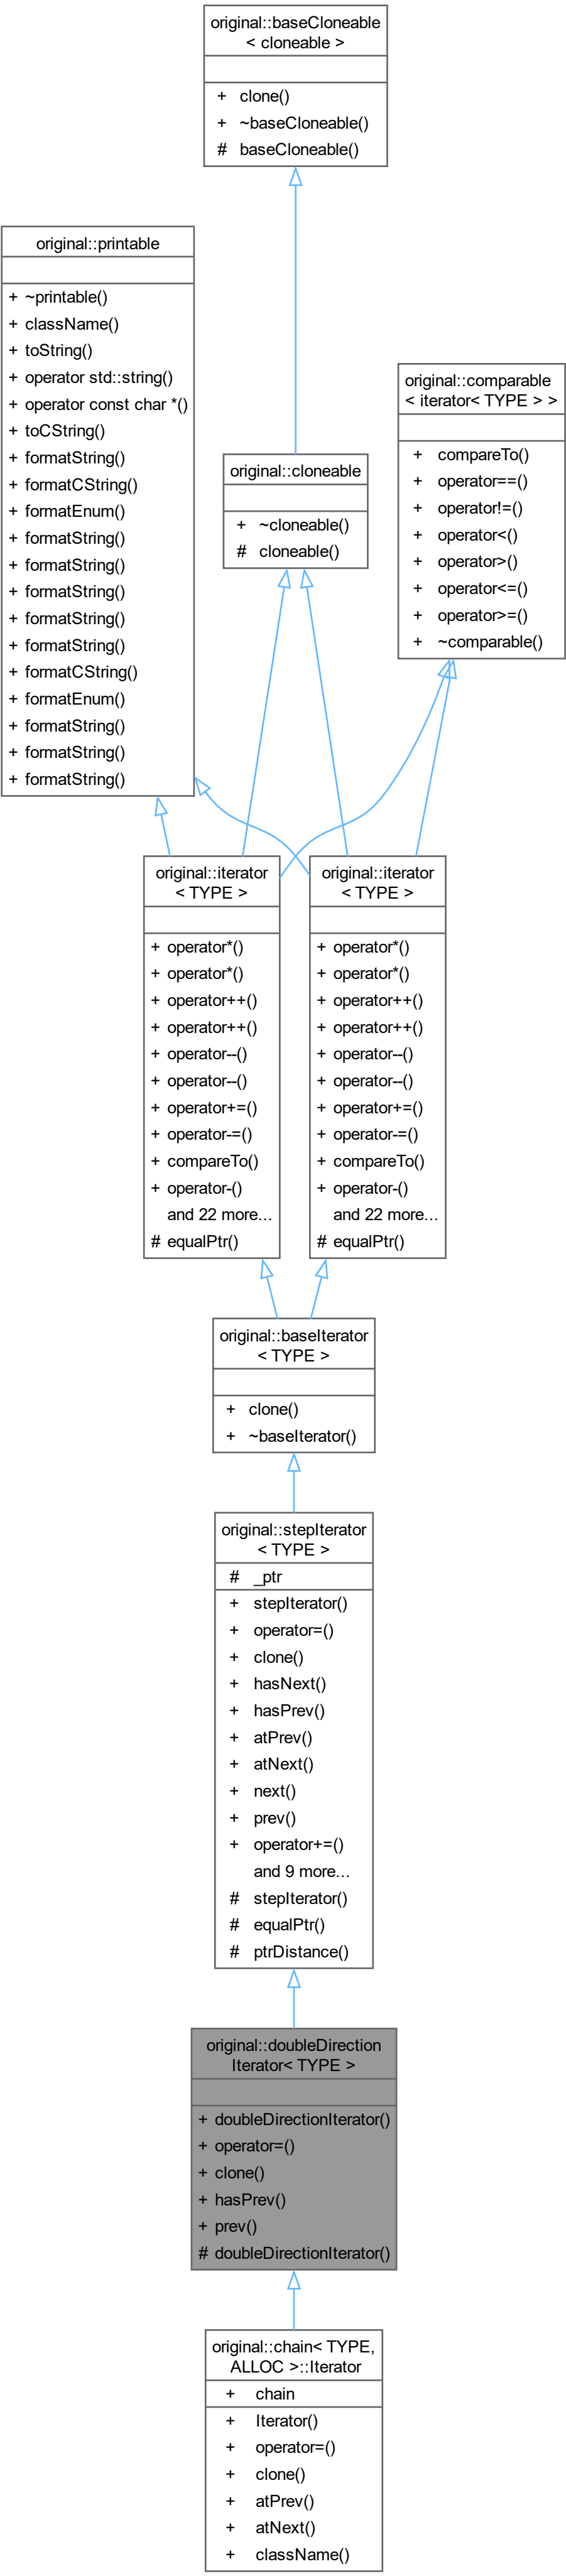 original::baseCloneable
< cloneable >
+ clone()
+ ~baseCloneable()
# baseCloneable()
original::printable
+ ~printable()
+ className()
+ toString()
+ operator std::string()
+ operator const char *()
+ toCString()
+ formatString()
+ formatCString()
+ formatEnum()
+ formatString()
+ formatString()
+ formatString()
+ formatString()
+ formatString()
+ formatCString()
+ formatEnum()
+ formatString()
+ formatString()
+ formatString()
original::comparable
< iterator< TYPE > >
+ compareTo()
+ operator==()
+ operator!=()
+ operator<()
+ operator>()
+ operator<=()
+ operator>=()
+ ~comparable()
original::cloneable
+ ~cloneable()
# cloneable()
original::iterator
< TYPE >
+ operator*()
+ operator*()
+ operator++()
+ operator++()
+ operator--()
+ operator--()
+ operator+=()
+ operator-=()
+ compareTo()
+ operator-()
and 22 more...
# equalPtr()
original::iterator
< TYPE >
+ operator*()
+ operator*()
+ operator++()
+ operator++()
+ operator--()
+ operator--()
+ operator+=()
+ operator-=()
+ compareTo()
+ operator-()
and 22 more...
# equalPtr()
original::baseIterator
< TYPE >
+ clone()
+ ~baseIterator()
original::stepIterator
< TYPE >
# _ptr
+ stepIterator()
+ operator=()
+ clone()
+ hasNext()
+ hasPrev()
+ atPrev()
+ atNext()
+ next()
+ prev()
+ operator+=()
and 9 more...
# stepIterator()
# equalPtr()
# ptrDistance()
original::doubleDirection
Iterator< TYPE >
+ doubleDirectionIterator()
+ operator=()
+ clone()
+ hasPrev()
+ prev()
# doubleDirectionIterator()
original::chain< TYPE,
ALLOC >::Iterator
+ chain
+ Iterator()
+ operator=()
+ clone()
+ atPrev()
+ atNext()
+ className()